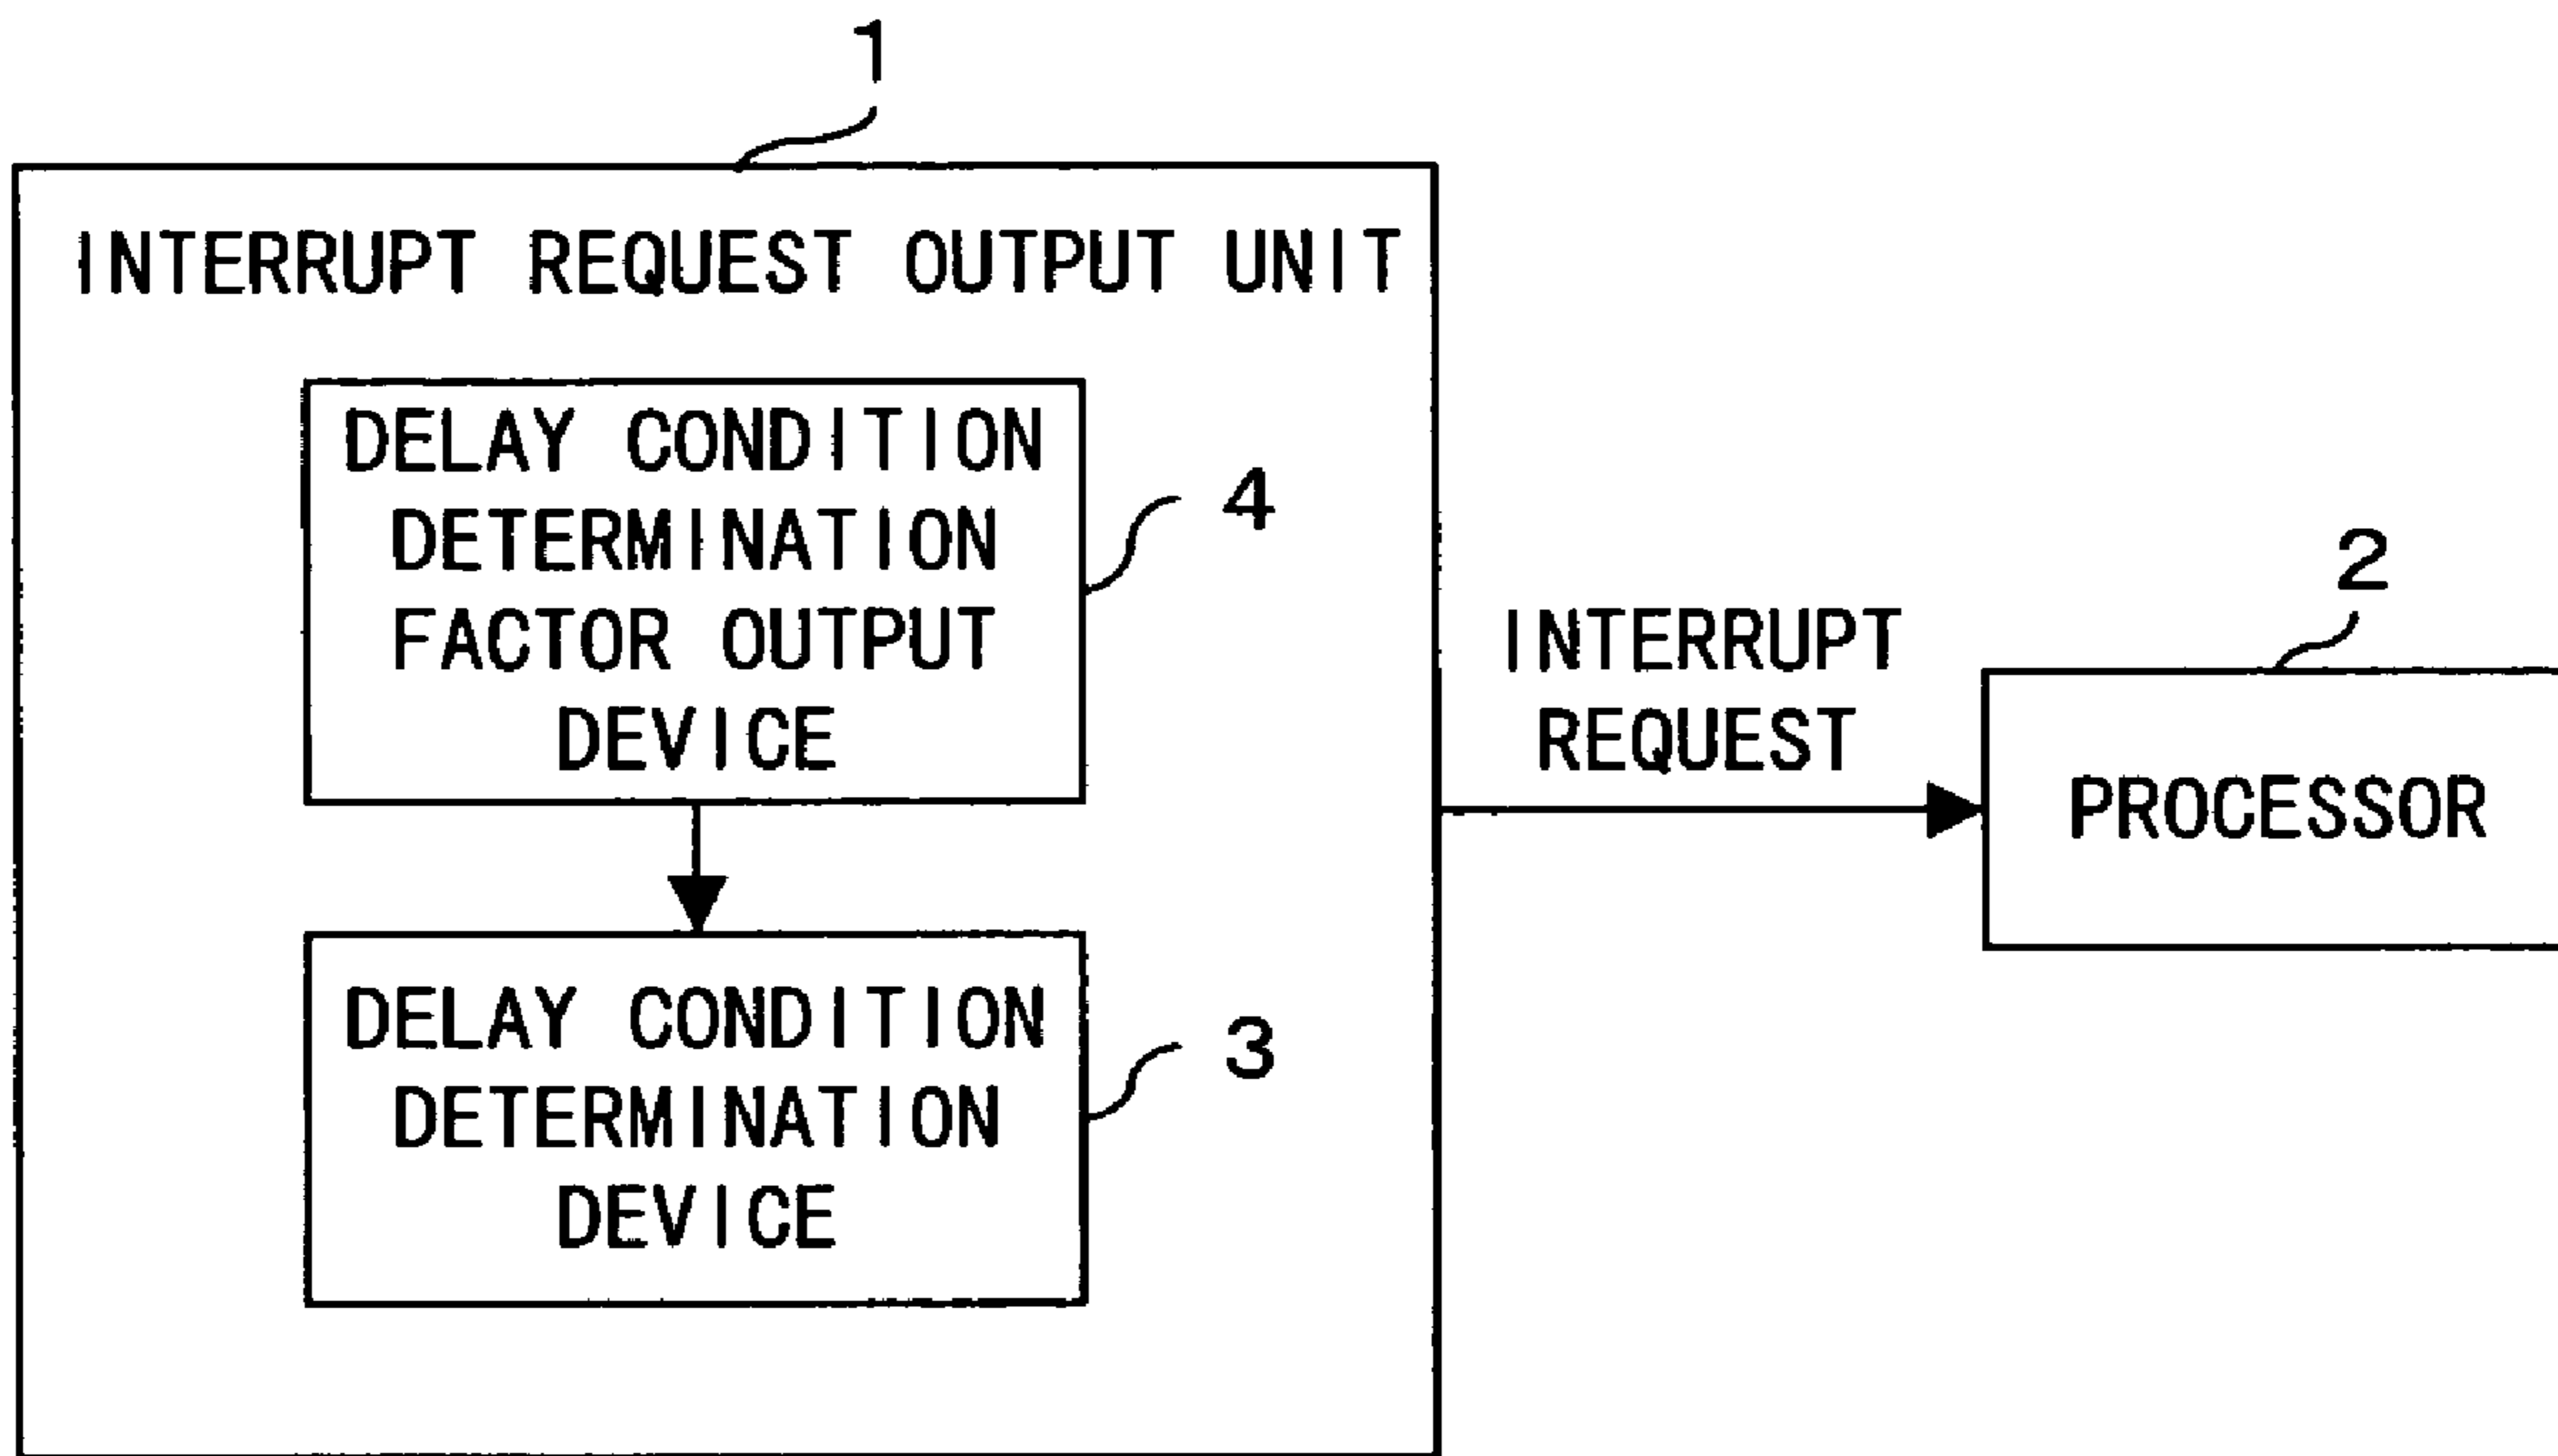 1
INTERRUPT REQUEST OUTPUT UNIT
DELAY CONDITION
DETERMINATION
FACTOR OUTPUT
DEVICE
4
DELAY CONDITION
DETERMINATION
DEVICE
3
INTERRUPT
REQUEST
2
PROCESSOR